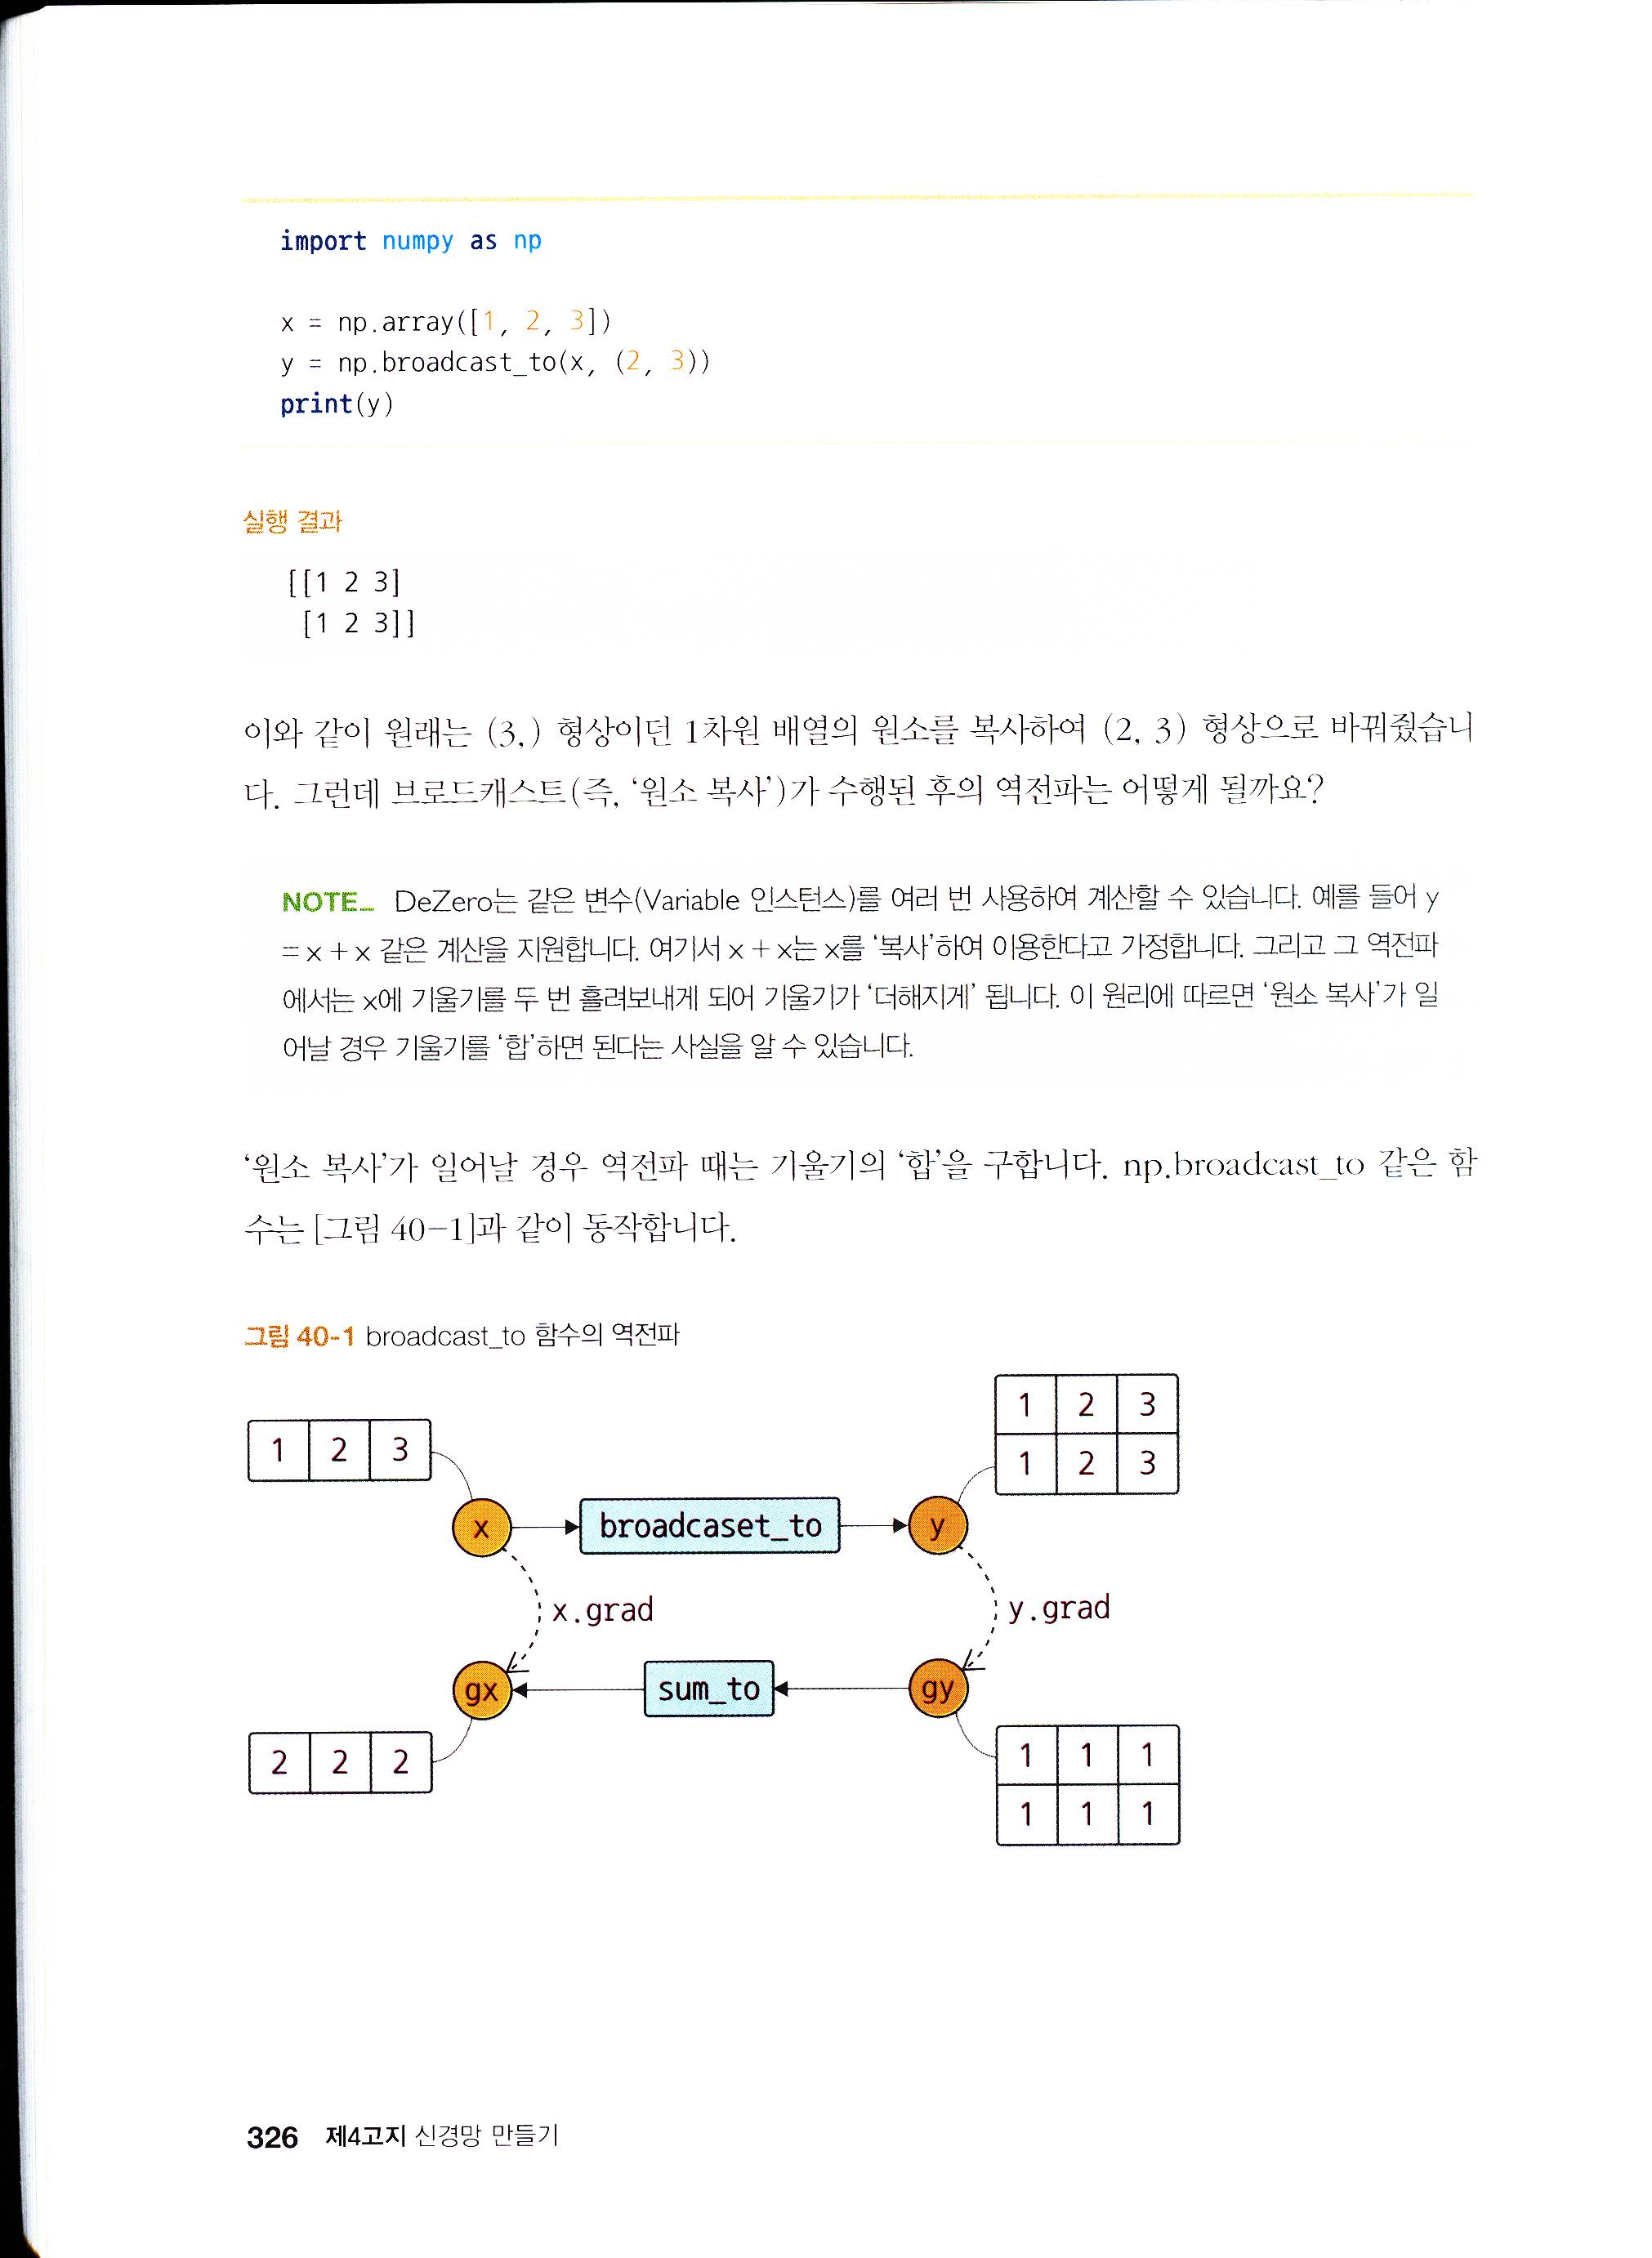 import numpy as np
x = np.array([1, 2, 3])
y = np.broadcast_to(x, (2, 3))
print(y)
실행 결과
[[1 2 3]
[1 2 3]]
이와 같이 원래는 (3,) 형상이던 1차원 배열의 원소를 복사하여 (2, 3) 형상으로 바꿔줬습니
다. 그런데 브로드캐스트(즉, ‘원소 복사’)가 수행된 후의 역전파는 어떻게 될까요?
NOTE_ DeZero는 같은 변수(Variable 인스턴스)를 여러 번 사용하여 계산할 수 있습니다. 예를 들어 y
= x + x 같은 계산을 지원합니다. 여기서 x + x는 x를 ‘복사’하여 이용한다고 가정합니다. 그리고 그 역전파
에서는 x에 기울기를 두 번 흘려보내게 되어 기울기가 ‘더해지게’ 됩니다. 이 원리에 따르면 ‘원소 복사’가 일
어날 경우 기울기를 ‘합’하면 된다는 사실을 알 수 있습니다.
‘원소 복사’가 일어날 경우 역전파 때는 기울기의 ‘합’을 구합니다. np.broadcast_to 같은 함
수는 [그림 40-1]과 같이 동작합니다.
그림 40-1 broadcast_to 함수의 역전파
1 2 3
1 2 3
1 2 3
x broadcaset_to y
x.grad y.grad
gx sum_to gy
2 2 2
1 1 1
1 1 1
326 제4고지 신경망 만들기